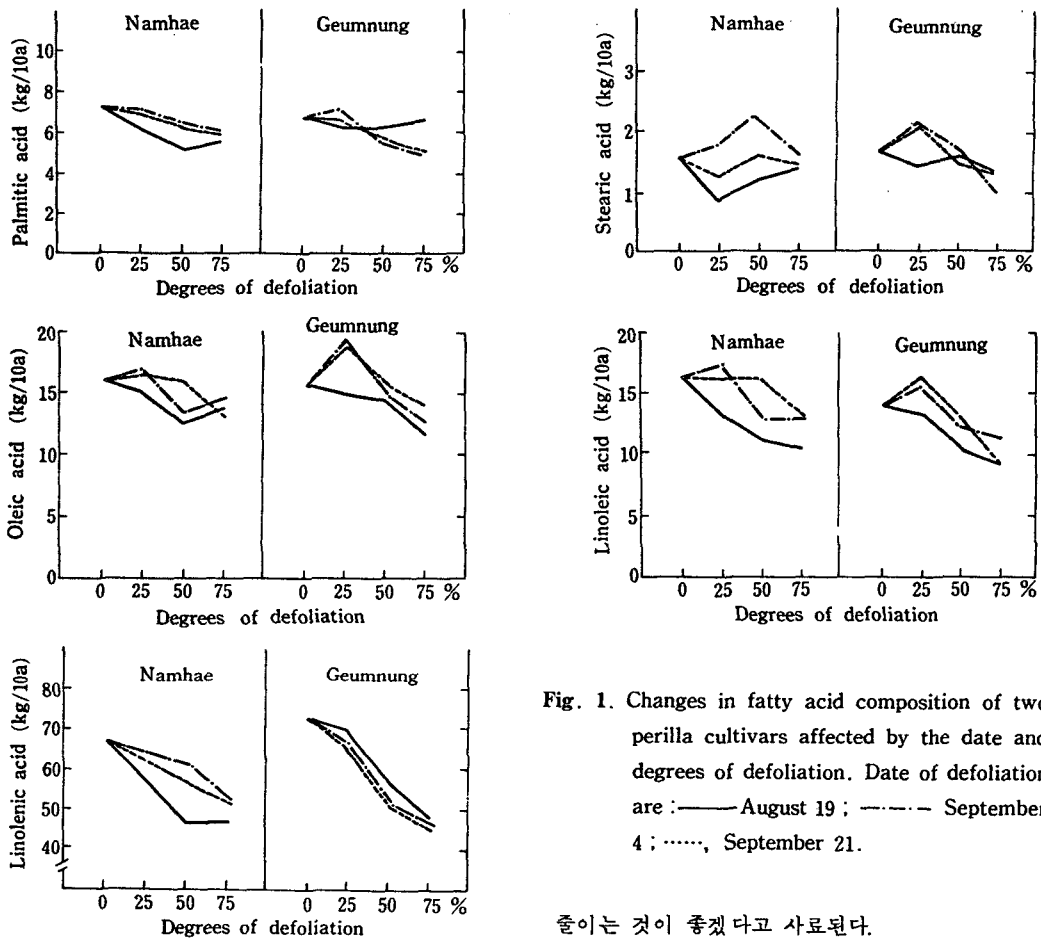 Namhae Geumnung
Palmitic acid (kg/10a)
10
8
6
4
2
0
0 25 50 75 0 25 50 75 %
Degrees of defoliation
Namhae Geumnung
Stearic acid (kg/10a)
3
2
1
0
0 25 50 75 0 25 50 75 %
Degrees of defoliation
Namhae Geumnung
Oleic acid (kg/10a)
20
15
10
5
0
0 25 50 75 0 25 50 75 %
Degrees of defoliation
Namhae Geumnung
Linoleic acid (kg/10a)
20
15
10
5
0
0 25 50 75 0 25 50 75 %
Degrees of defoliation
Namhae Geumnung
Linolenic acid (kg/10a)
80
70
60
50
40
0 25 50 75 0 25 50 75 %
Degrees of defoliation
Fig. 1. Changes in fatty acid composition of two
perilla cultivars affected by the date and
degrees of defoliation. Date of defoliation
are : —— August 19 ; —·—·— September
4 ; ······, September 21.
줄이는 것이 좋겠다고 사료된다.